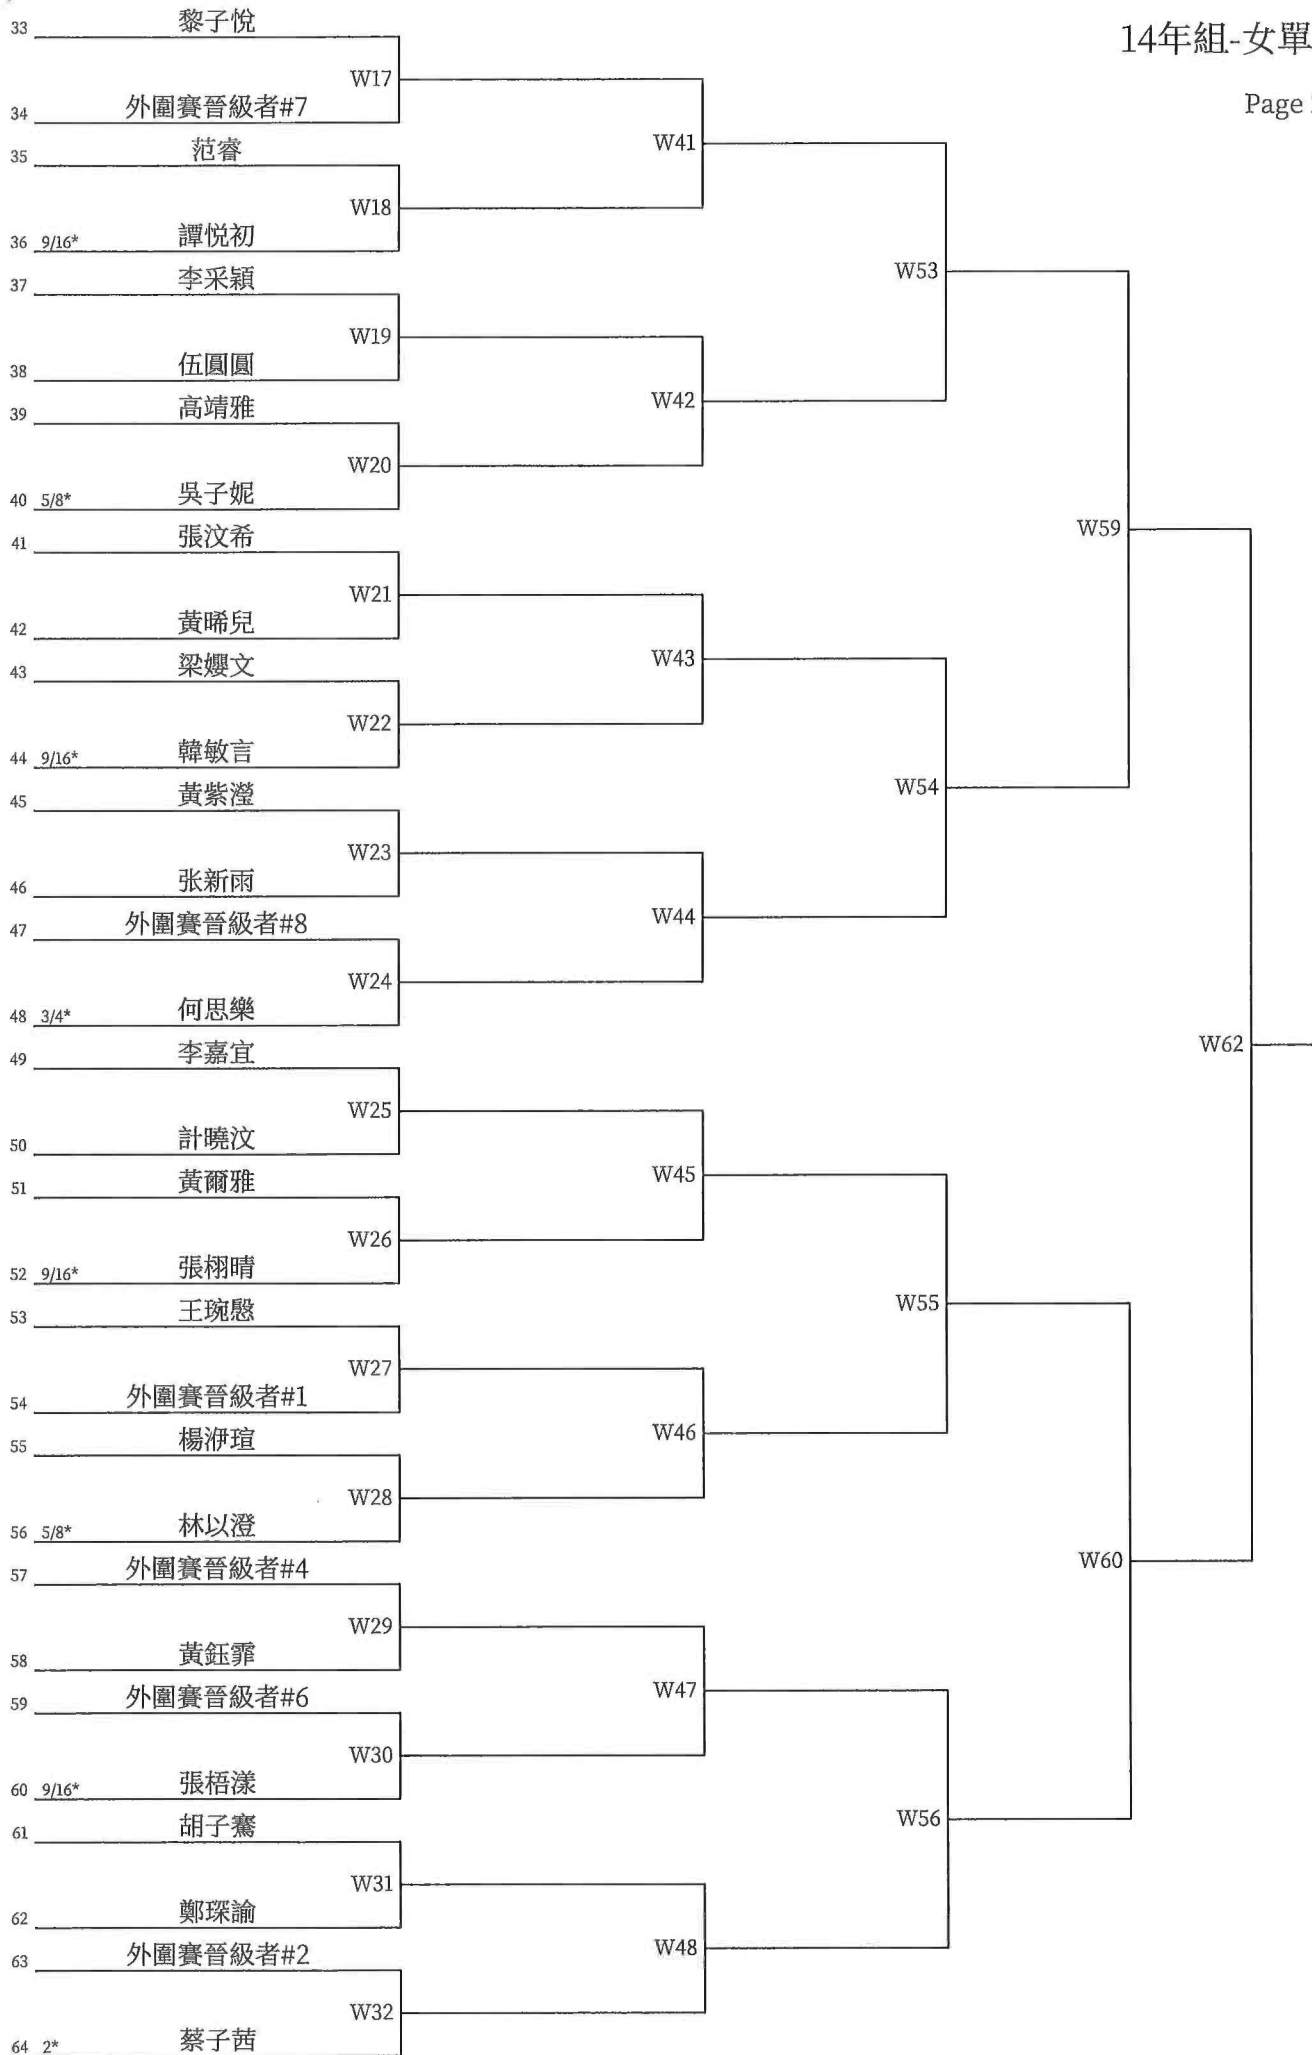 14年組-女單
Page
33 黎子悅
W17
34 外圍賽晉級者#7
W41
35 范睿
W18
36 9/16* 譚悦初
W53
37 李采穎
W19
38 伍圓圓
W42
39 高靖雅
W20
40 5/8* 吳子妮
W59
41 張汶希
W21
42 黃晞兒
W43
43 梁嬰文
W22
44 9/16* 韓敏言
W54
45 黃紫瀅
W23
46 张新雨
W44
47 外圍賽晉級者#8
W24
48 3/4* 何思樂
W62
49 李嘉宜
W25
50 計曉汶
W45
51 黃爾雅
W26
52 9/16* 張栩晴
W55
53 王琬慇
W27
54 外圍賽晉級者#1
W46
55 楊洢瑄
W28
56 5/8* 林以澄
W60
57 外圍賽晉級者#4
W29
58 黃鈺霏
W47
59 外圍賽晉級者#6
W30
60 9/16* 張梧漾
W56
61 胡子騫
W31
62 鄭琛諭
W48
63 外圍賽晉級者#2
W32
64 2* 蔡子茜